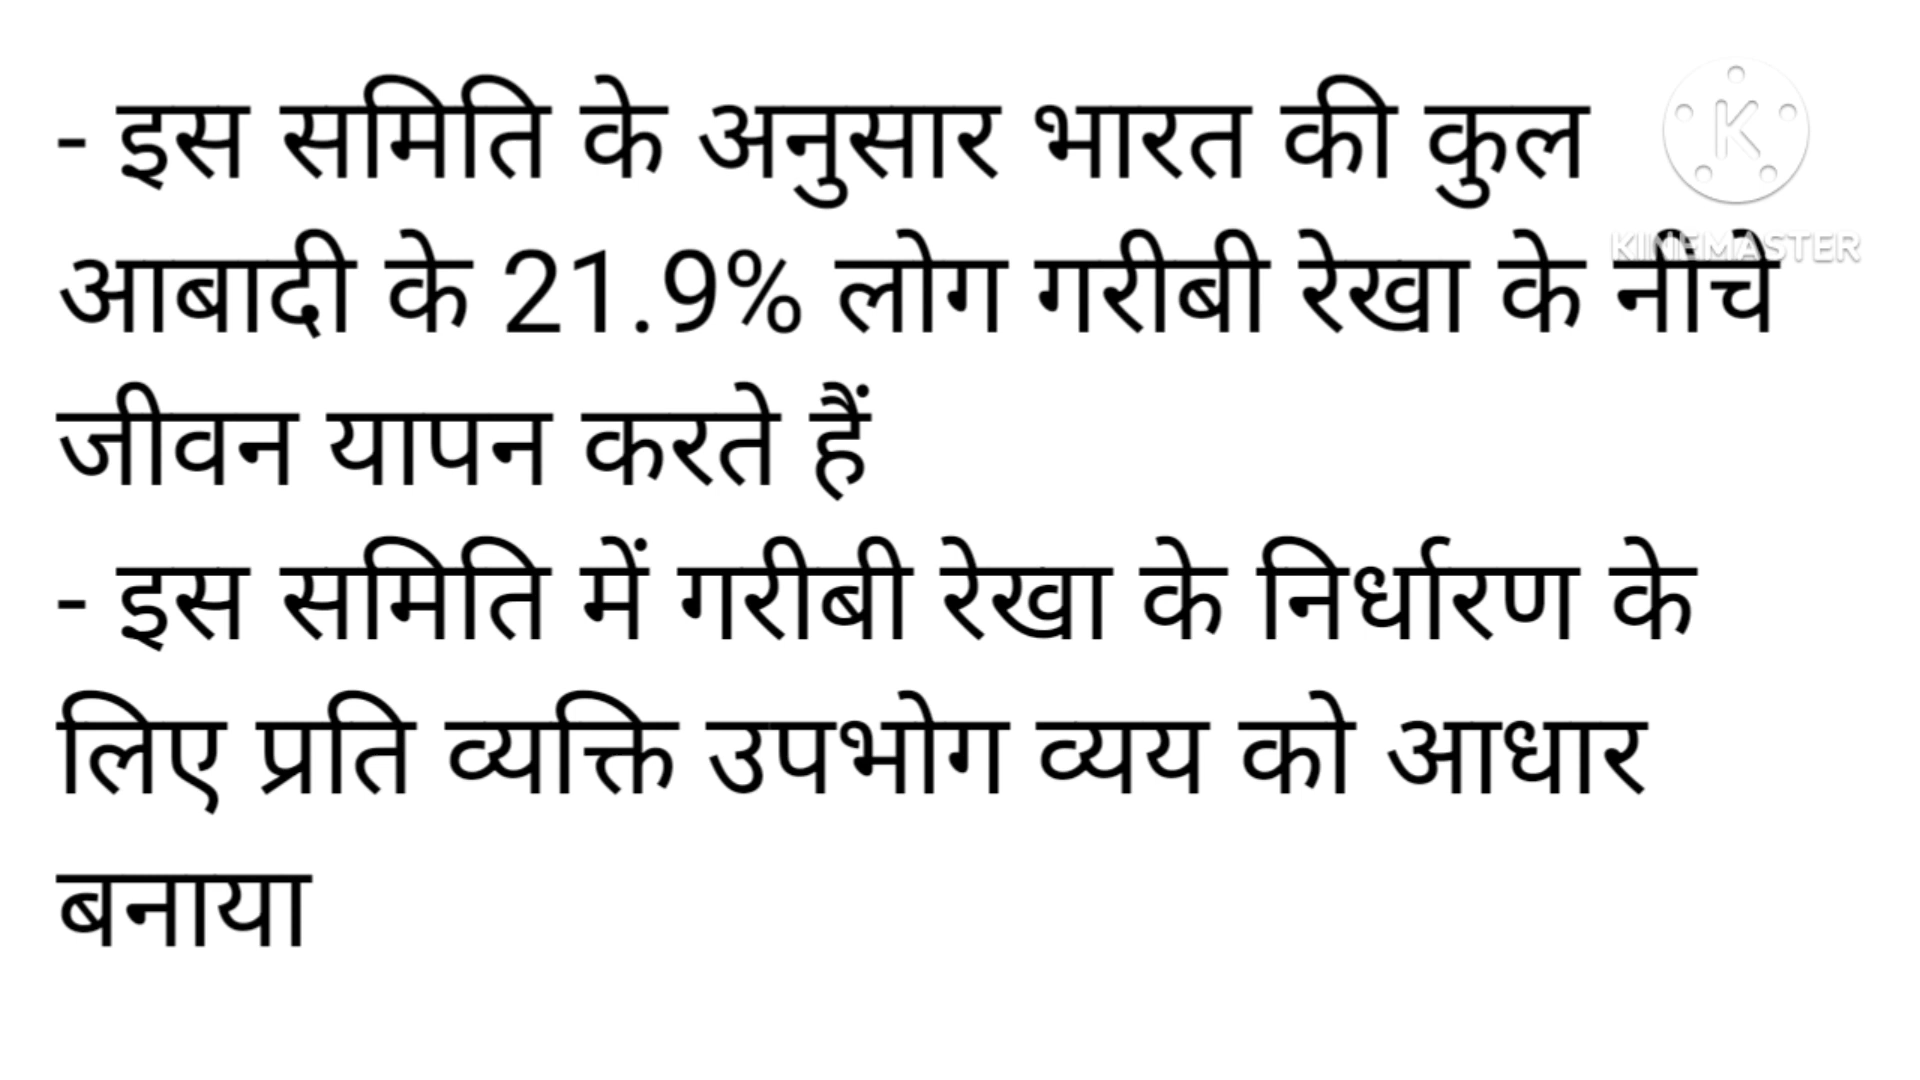 - इस समिति के अनुसार भारत की कुल
आबादी के 21.9% लोग गरीबी रेखा के नीचे
जीवन यापन करते हैं
- इस समिति में गरीबी रेखा के निर्धारण के
लिए प्रति व्यक्ति उपभोग व्यय को आधार
बनाया
K
KINEMASTER